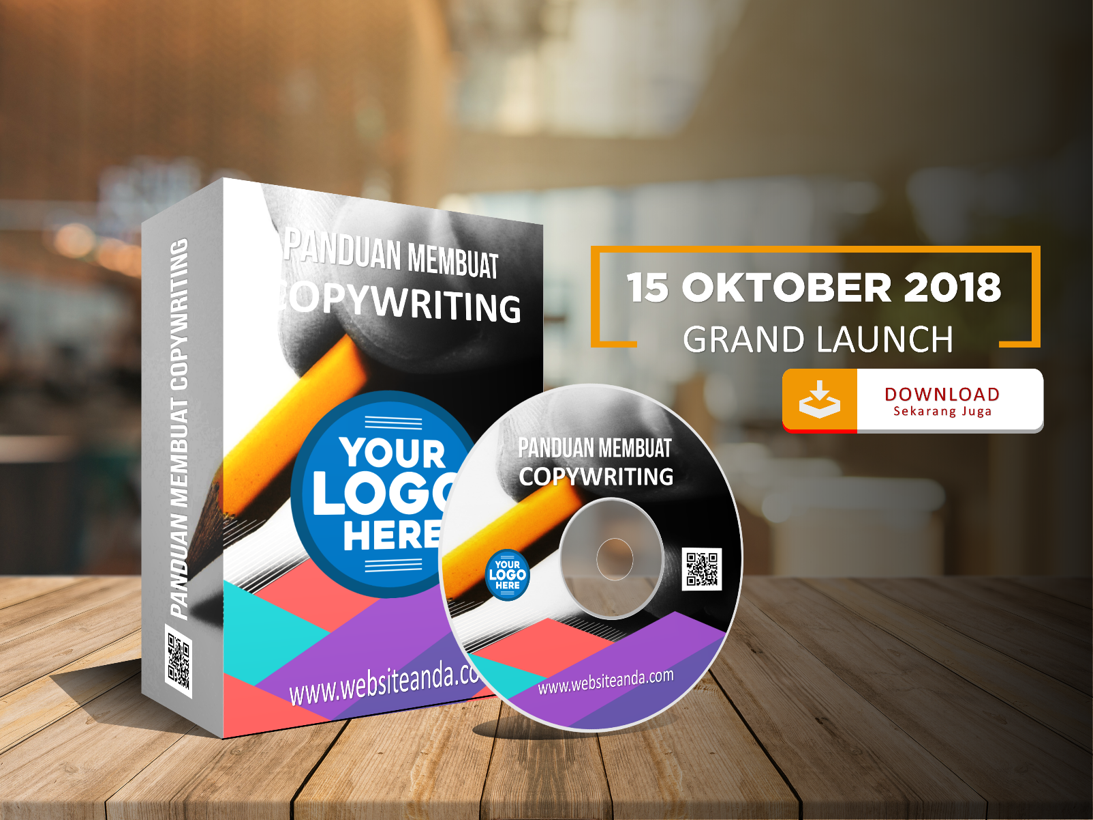 PANDUAN MEMBUAT COPYWRITING
PANDUAN MEMBUAT
COPYWRITING
YOUR
LOGO
HERE
www.websiteanda.co
PANDUAN MEMBUAT
COPYWRITING
YOUR
LOGO
HERE
www.websiteanda.com
15 OKTOBER 2018
GRAND LAUNCH
DOWNLOAD
Sekarang Juga